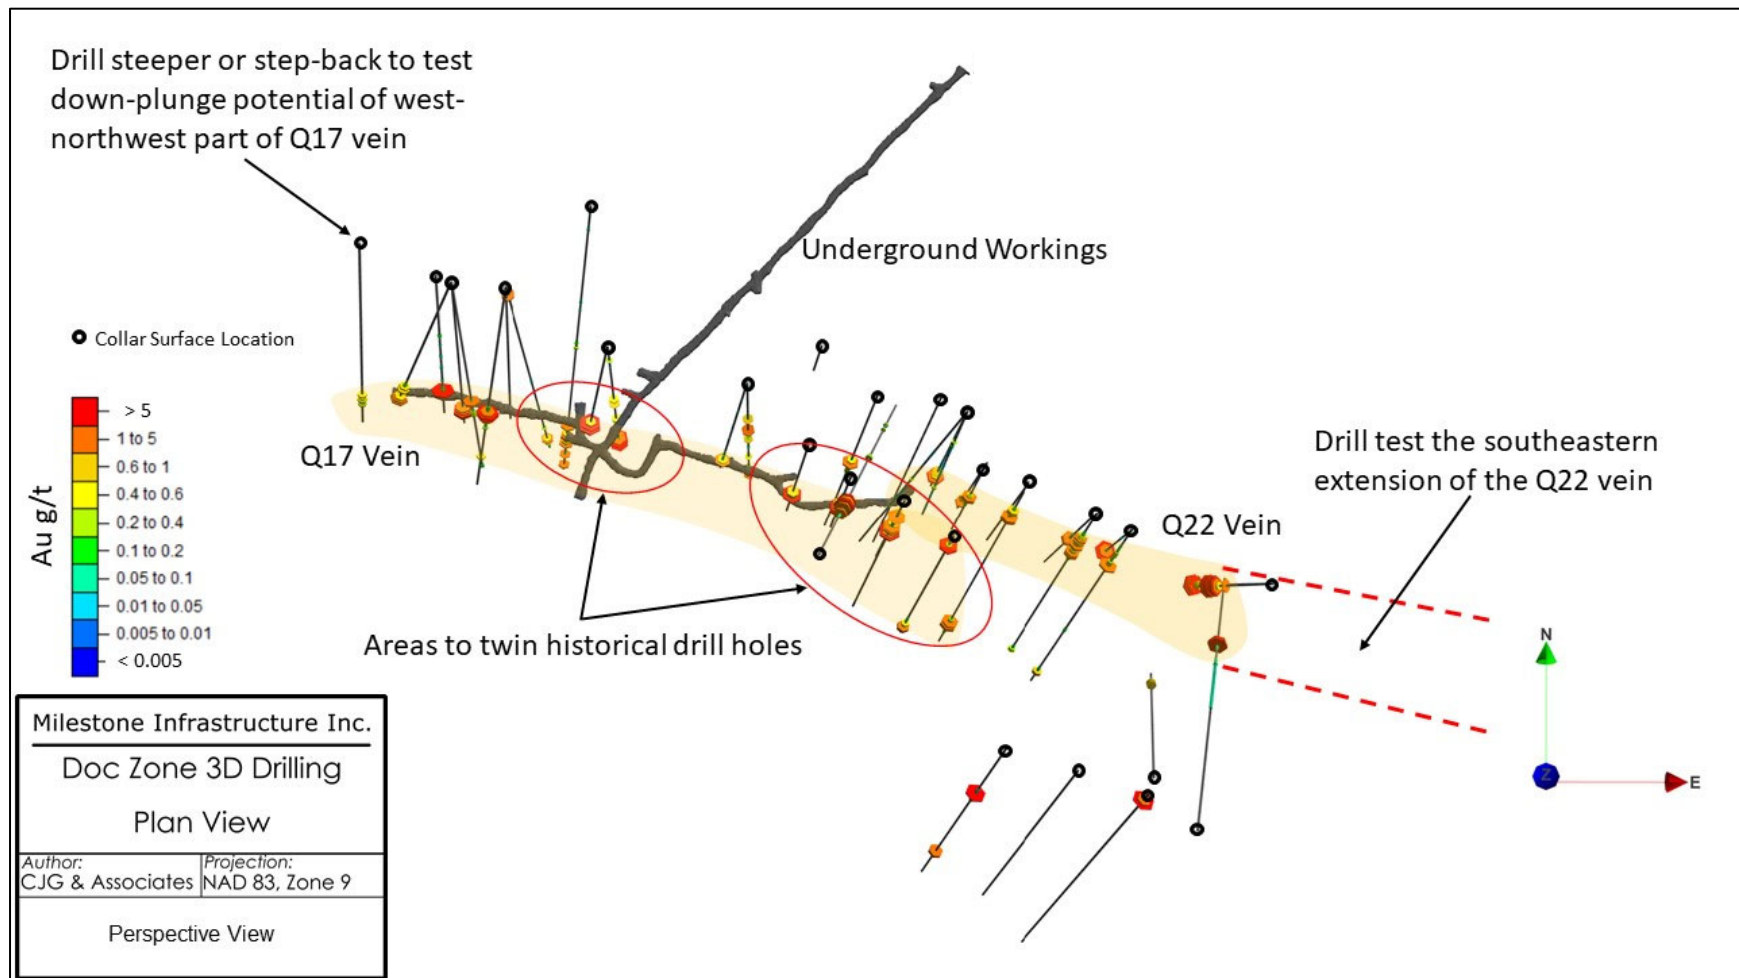 Drill steeper or step-back to test
down-plunge potential of west-
northwest part of Q17 vein
Underground Workings
Collar Surface Location
Au g/t
> 5
1 to 5
0.6 to 1
0.4 to 0.6
0.2 to 0.4
0.1 to 0.2
0.05 to 0.1
0.01 to 0.05
0.005 to 0.01
< 0.005
Q17 Vein
Drill test the southeastern
extension of the Q22 vein
Q22 Vein
Areas to twin historical drill holes
N
Z
E
Milestone Infrastructure Inc.
Doc Zone 3D Drilling
Plan View
Author:
CJG & Associates
Projection:
NAD 83, Zone 9
Perspective View